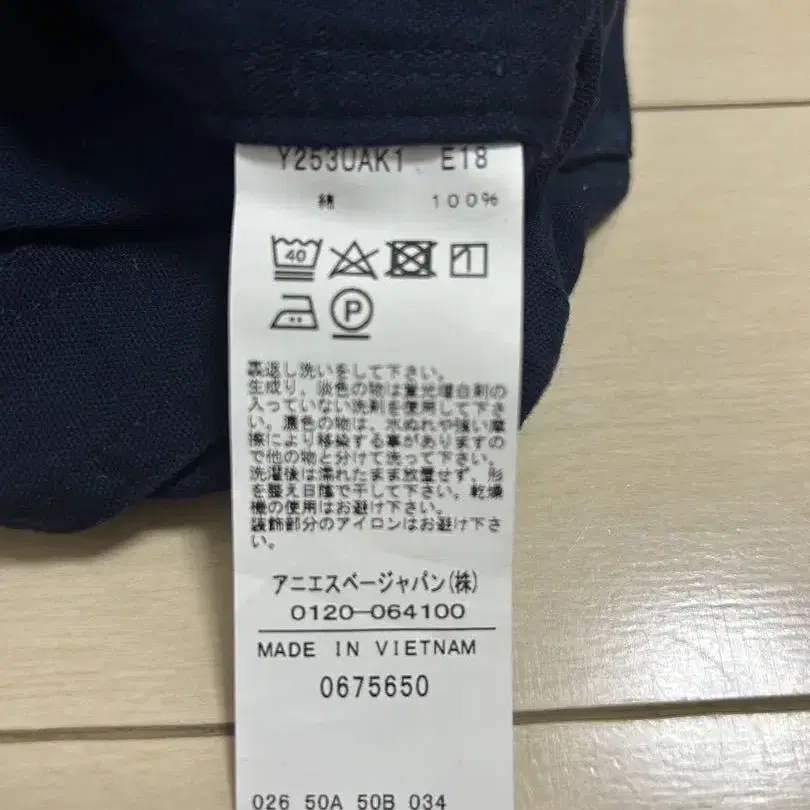 Y253UAK1 E18
綿 100%
40
P
裏返し洗いをして下さい。
生成り、淡色の物は蛍光増白剤の
入っていない洗剤を使用して下さ
い。濃色の物は、水ぬれや強い摩
擦により移染する事がありますの
で他の物と分けて洗って下さい。
洗濯後は濡れたまま放置せず、形
を整え日陰で干して下さい。乾燥
機の使用はお避け下さい。
装飾部分のアイロンはお避け下さ
い。
アニエスベージャパン(株)
0120-064100
MADE IN VIETNAM
0675650
026 50A 50B 034